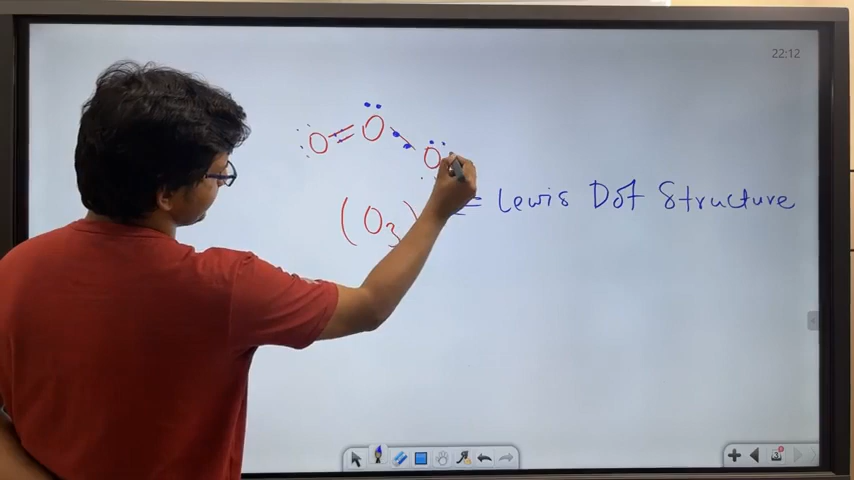 22:12
O = O
O
(O3) = Lewis Dot Structure